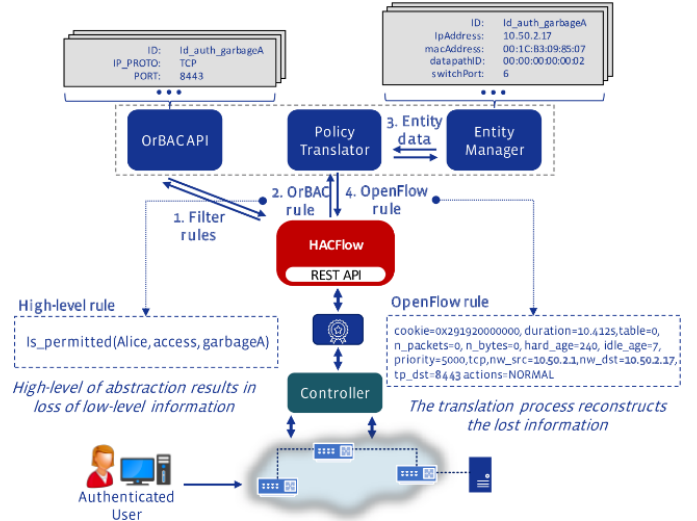 ID: Id_auth_garbageA
IP_PROTO: TCP
PORT: 8443
•••
ID: Id_auth_garbageA
IpAddress: 10.50.2.17
macAddress: 00:1C:B3:09:85:07
datapathID: 00:00:00:00:00:02
switchPort: 6
•••
OrBAC API
Policy
Translator
3. Entity
data
Entity
Manager
1. Filter
rules
2. OrBAC
rule
4. OpenFlow
rule
HACFlow
REST API
High-level rule
Is_permitted(Alice, access, garbageA)
High-level of abstraction results in
loss of low-level information
OpenFlow rule
cookie=0x291920000000, duration=10.412s,table=0,
n_packets=0, n_bytes=0, hard_age=240, idle_age=7,
priority=5000,tcp,nw_src=10.50.2.1,nw_dst=10.50.2.17,
tp_dst=8443 actions=NORMAL
The translation process reconstructs
the lost information
Controller
Authenticated
User